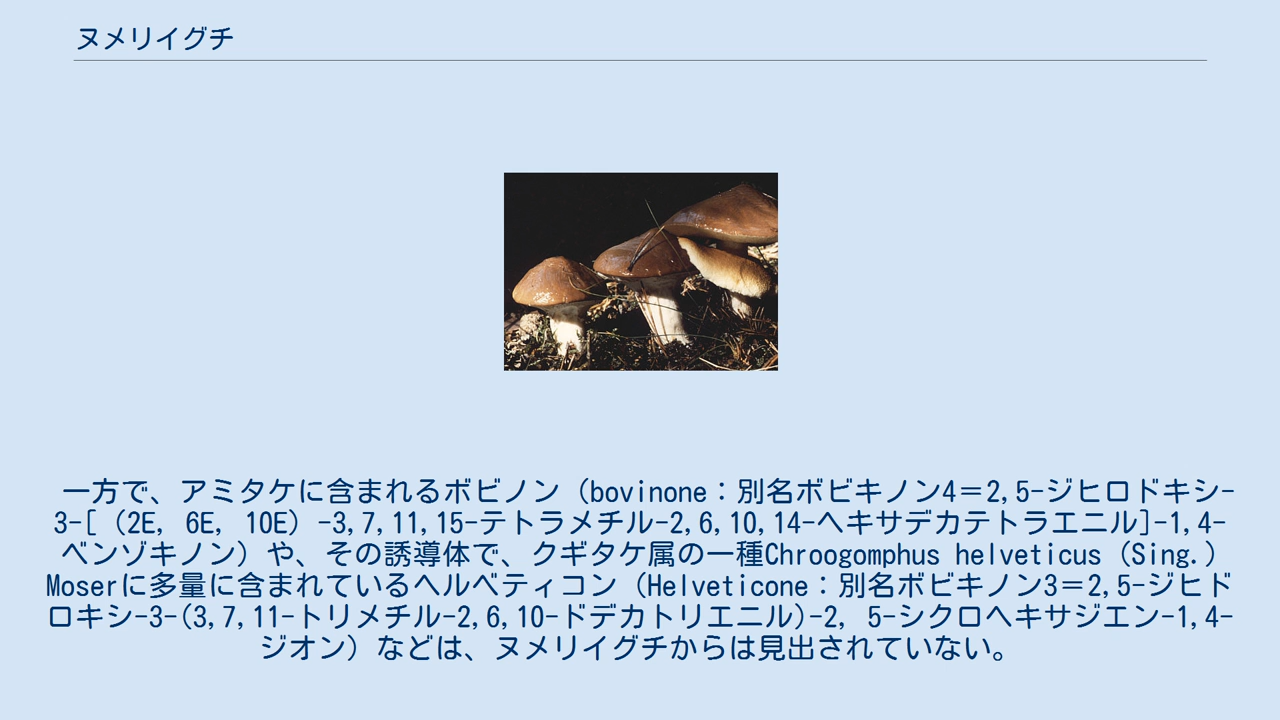 ヌメリイグチ
一方で、アミタケに含まれるボビノン（bovinone：別名ボビキノン4＝2,5-ジヒロドキシ-
3-[（2E, 6E, 10E）-3,7,11,15-テトラメチル-2,6,10,14-ヘキサデカテトラエニル]-1,4-
ベンゾキノン）や、その誘導体で、クギタケ属の一種Chroogomphus helveticus（Sing.）
Moserに多量に含まれているヘルベティコン（Helveticone：別名ボビキノン3＝2,5-ジヒド
ロキシ-3-(3,7,11-トリメチル-2,6,10-ドデカトリエニル)-2, 5-シクロヘキサジエン-1,4-
ジオン）などは、ヌメリイグチからは見出されていない。